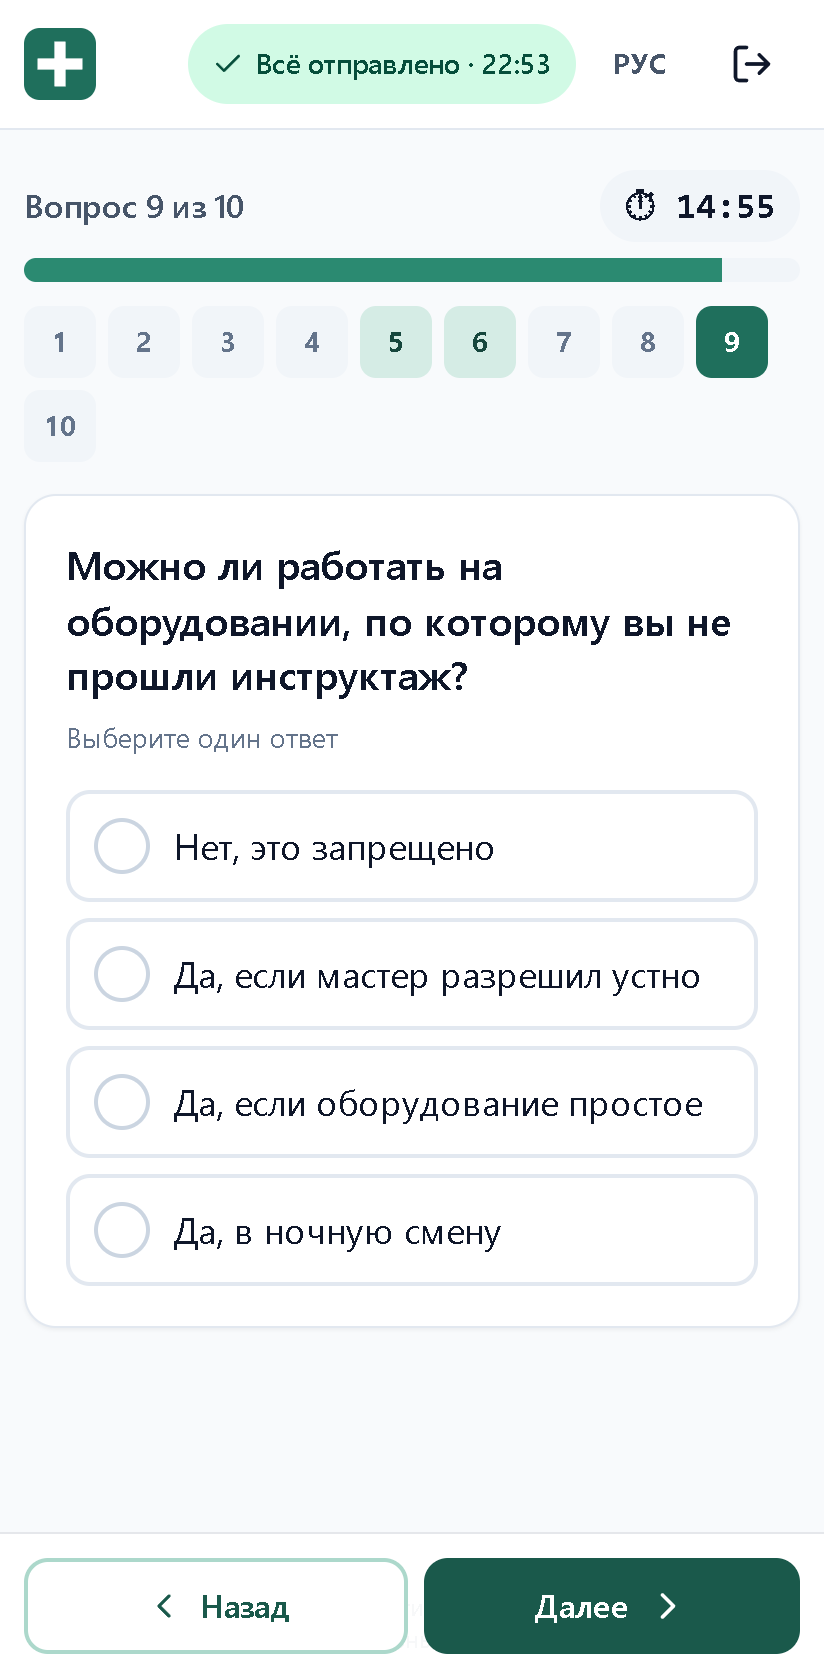 Всё отправлено · 22:53
РУС
Вопрос 9 из 10
14:55
1 2 3 4 5 6 7 8 9
10
Можно ли работать на
оборудовании, по которому вы не
прошли инструктаж?
Выберите один ответ
Нет, это запрещено
Да, если мастер разрешил устно
Да, если оборудование простое
Да, в ночную смену
Назад
Далее